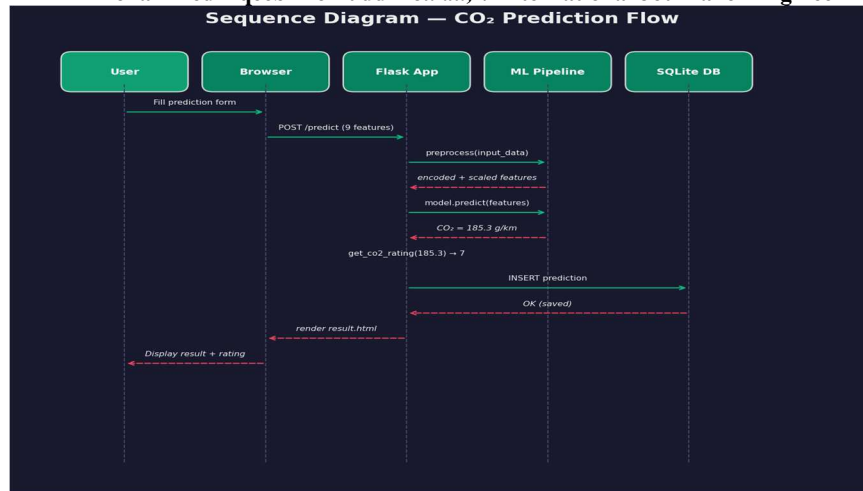 Sequence Diagram — CO₂ Prediction Flow
User Browser Flask App ML Pipeline SQLite DB
Fill prediction form
POST /predict (9 features)
preprocess(input_data)
encoded + scaled features
model.predict(features)
CO₂ = 185.3 g/km
get_co2_rating(185.3) → 7
INSERT prediction
OK (saved)
render result.html
Display result + rating